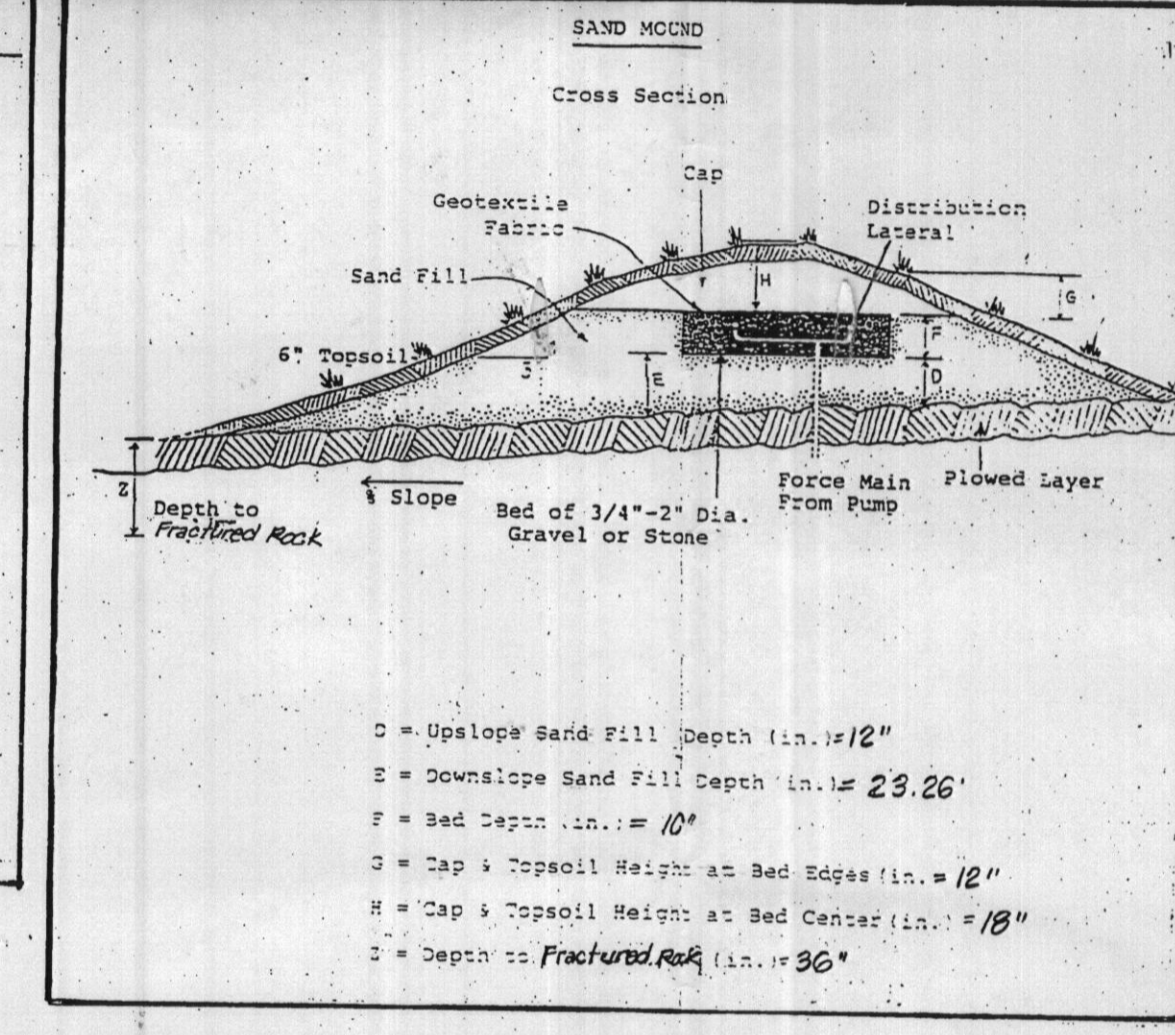 SAND MOUND
Cross Section
Cap
Geotextile
Fabric
Distribution
Lateral
Sand Fill
H
G
F
6" Topsoil
3
E
D
Z
% Slope
Depth to
Fractured Rock
Bed of 3/4"-2" Dia.
Gravel or Stone
Force Main
From Pump
Plowed Layer
D = Upslope Sand Fill Depth (in.)=12"
E = Downslope Sand Fill Depth (in.)= 23.26'
F = Bed Depth (in.) = 10"
G = Cap & Topsoil Height at Bed Edges (in. = 12"
H = Cap & Topsoil Height at Bed Center (in.) = 18"
Z = Depth to Fractured Rock (in.)= 36"